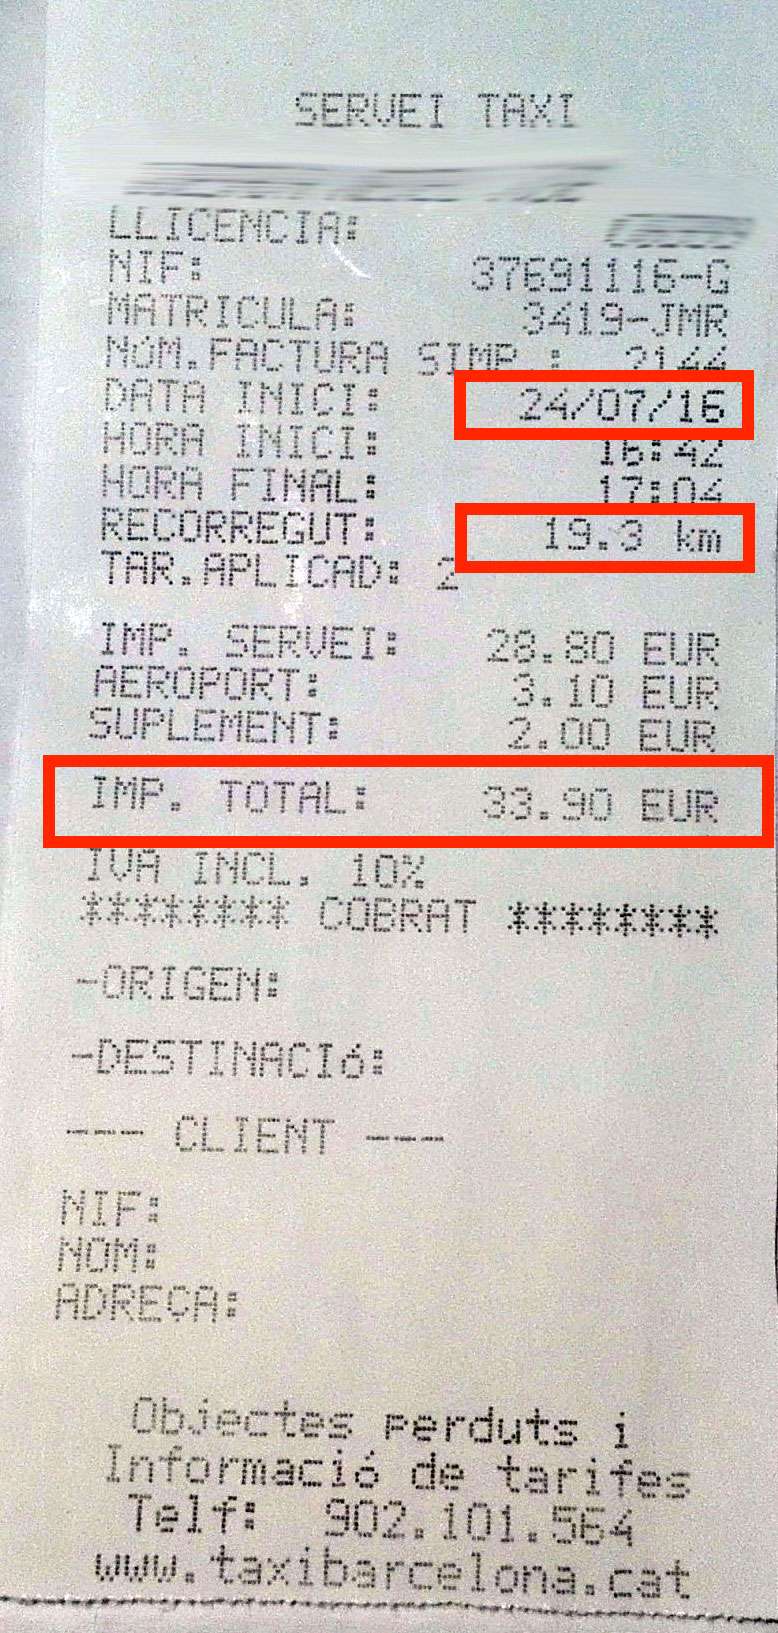 SERVEI TAXI
LLICENCIA:
NIF: 37691116-G
MATRICULA: 3419-JMR
NÚM.FACTURA SIMP.: 2144
DATA INICI: 24/07/16
HORA INICI: 16:42
HORA FINAL: 17:04
RECORREGUT: 19.3 km
TAR.APLICAD: 2
IMP. SERVEI: 28.80 EUR
AEROPORT: 3.10 EUR
SUPLEMENT: 2.00 EUR
IMP. TOTAL: 33.90 EUR
IVA INCL. 10%
******** COBRAT ********
-ORIGEN:
-DESTINACIó:
--- CLIENT ---
NIF:
NOM:
ADREÇA:
Objectes perduts i
Informació de tarifes
Telf: 902.101.564
www.taxibarcelona.cat